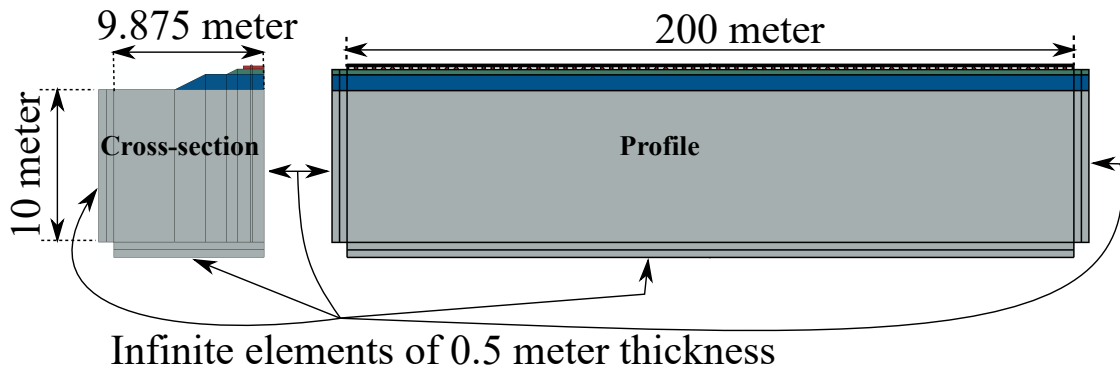 9.875 meter
200 meter
10 meter
Cross-section
Profile
Infinite elements of 0.5 meter thickness